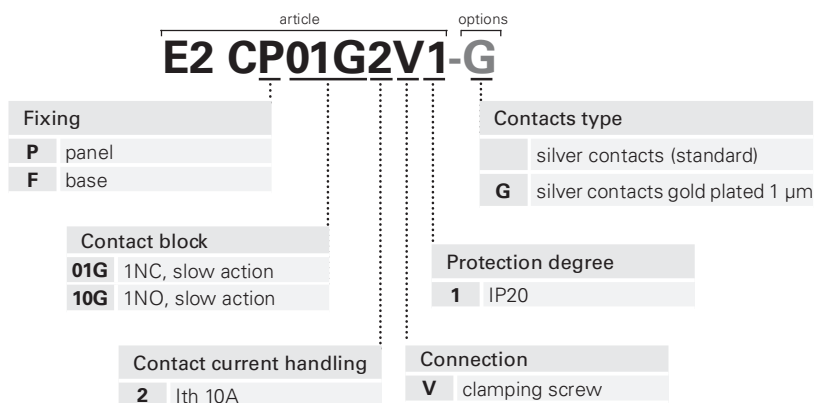 article options
E2 CP01G2V1-G
Fixing
P panel
F base
Contacts type
silver contacts (standard)
G silver contacts gold plated 1 µm
Contact block
01G 1NC, slow action
10G 1NO, slow action
Protection degree
1 IP20
Contact current handling
2 Ith 10A
Connection
V clamping screw